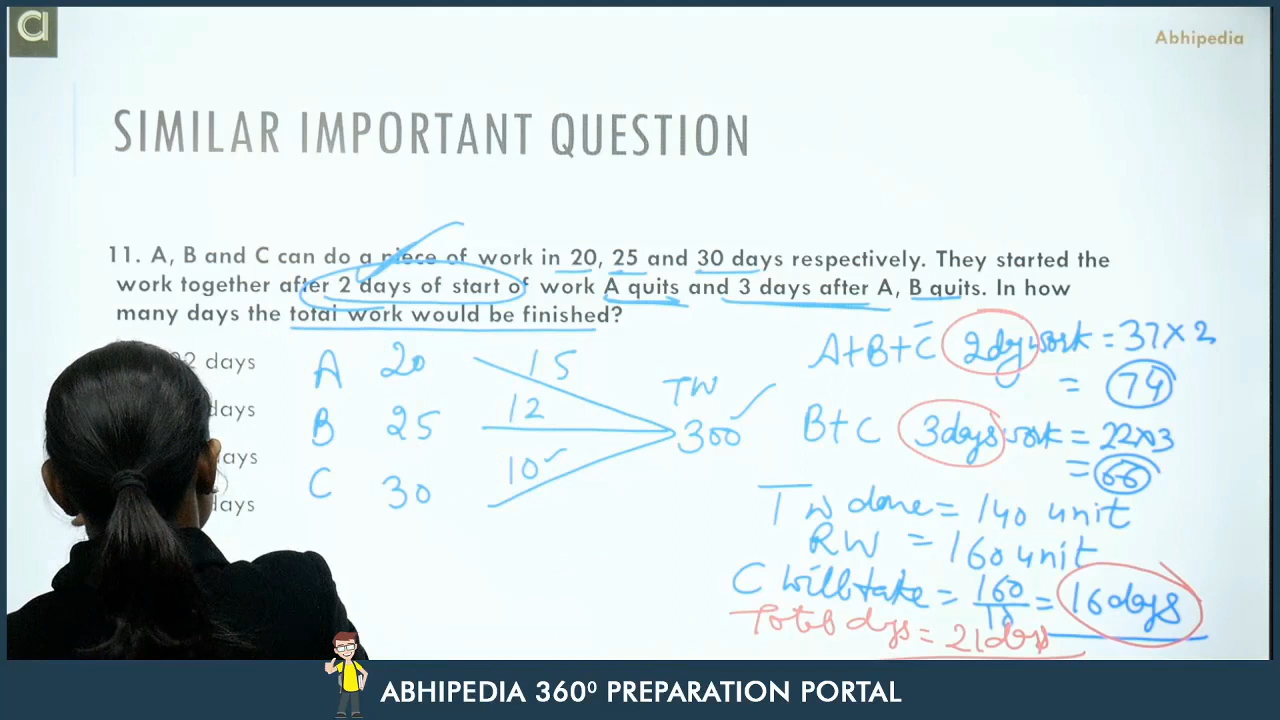 a
Abhipedia
SIMILAR IMPORTANT QUESTION
11. A, B and C can do a piece of work in 20, 25 and 30 days respectively. They started the
work together after 2 days of start of work A quits and 3 days after A, B quits. In how
many days the total work would be finished?
2 days
days
days
days
A 20 15
B 25 12
C 30 10
TW
300
A+B+C 2day work = 37×2
= 74
B+C 3days work = 22×3
= 66
TW done = 140 unit
RW = 160 unit
C will take = 160/10 = 16 days
Total dys = 21 days
ABHIPEDIA 360⁰ PREPARATION PORTAL